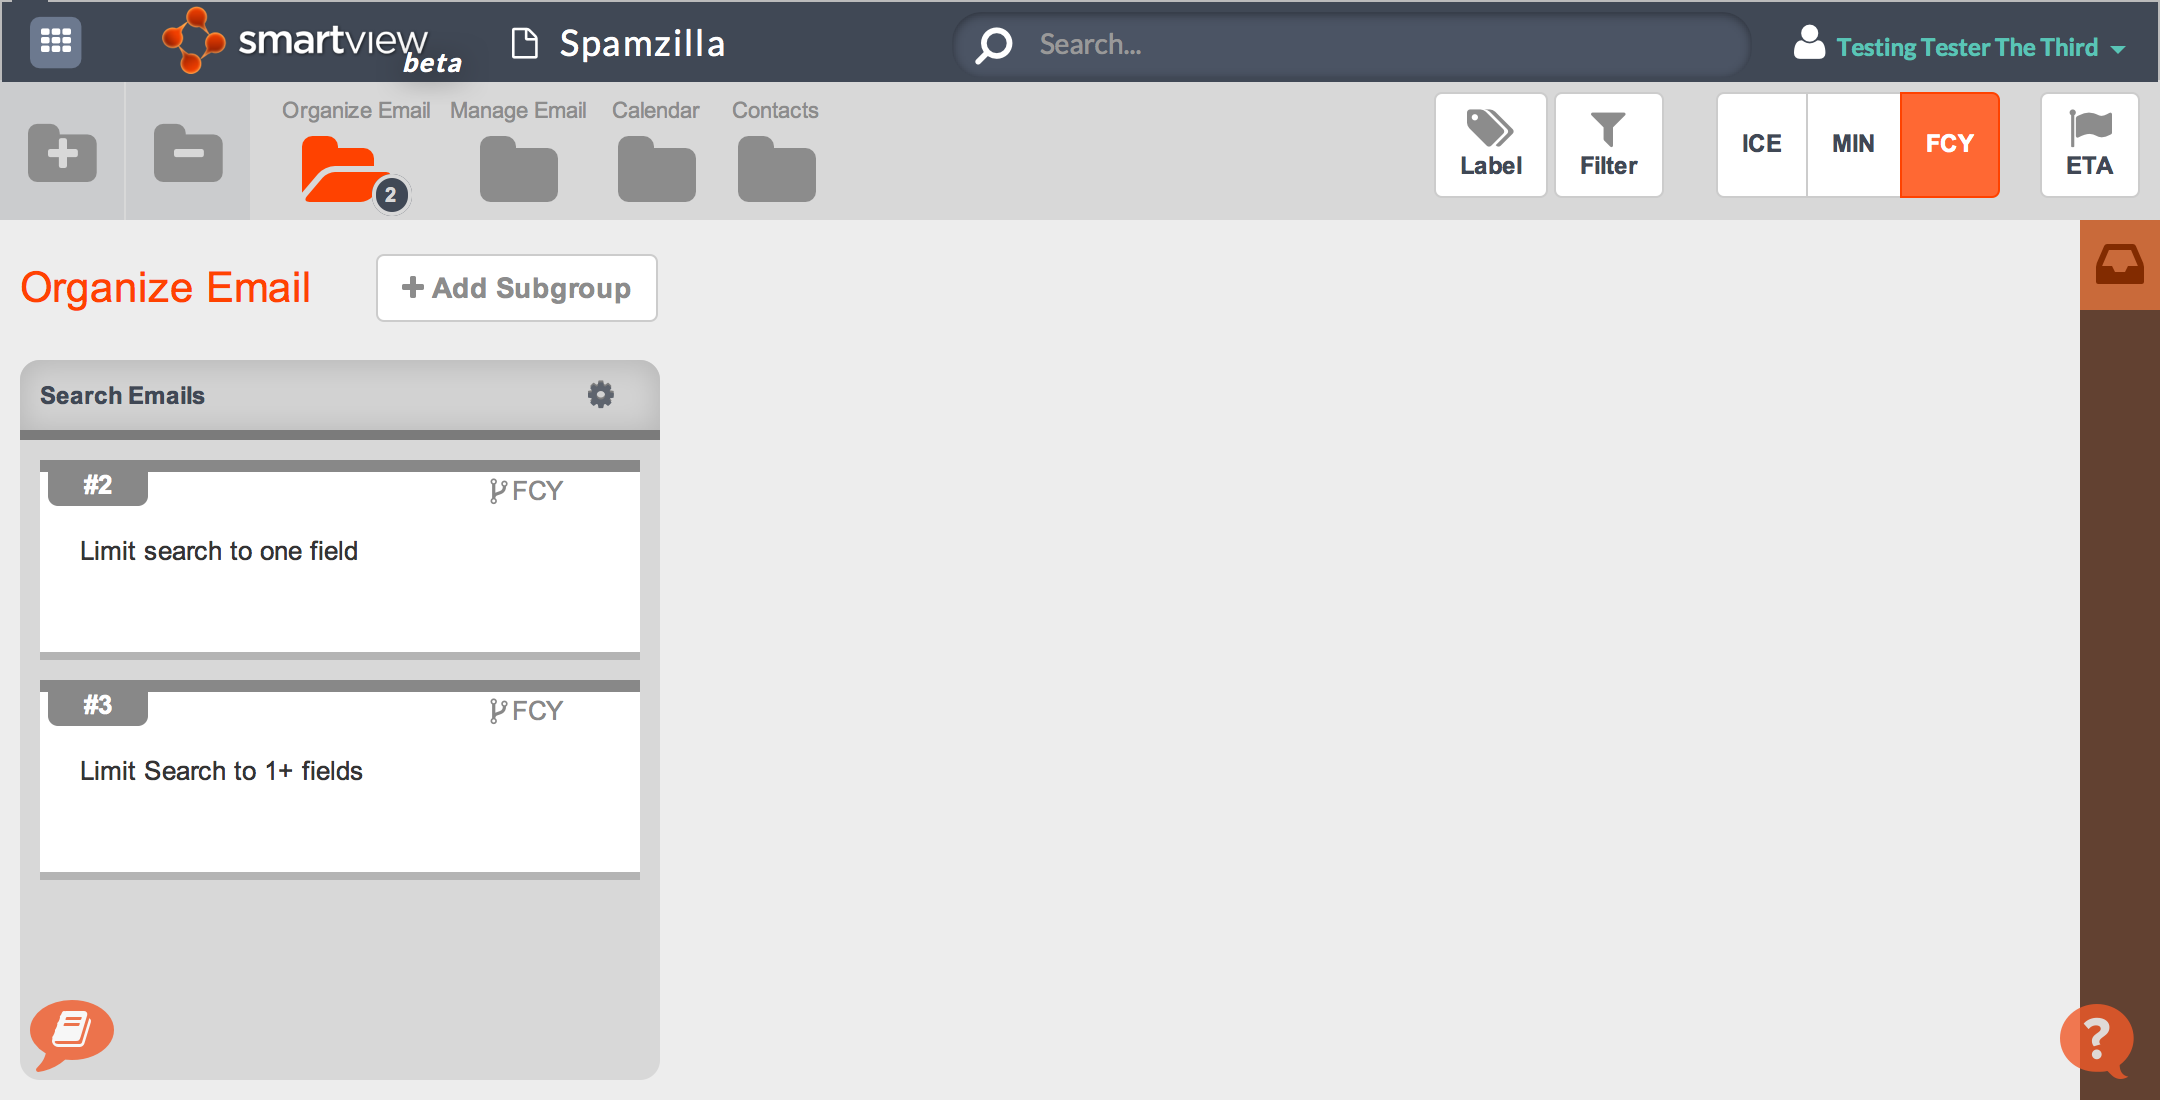 smartview beta
Spamzilla
Search...
Testing Tester The Third
Organize Email
Manage Email
Calendar
Contacts
2
Label
Filter
ICE
MIN
FCY
ETA
Organize Email
Add Subgroup
Search Emails
#2
FCY
Limit search to one field
#3
FCY
Limit Search to 1+ fields
?